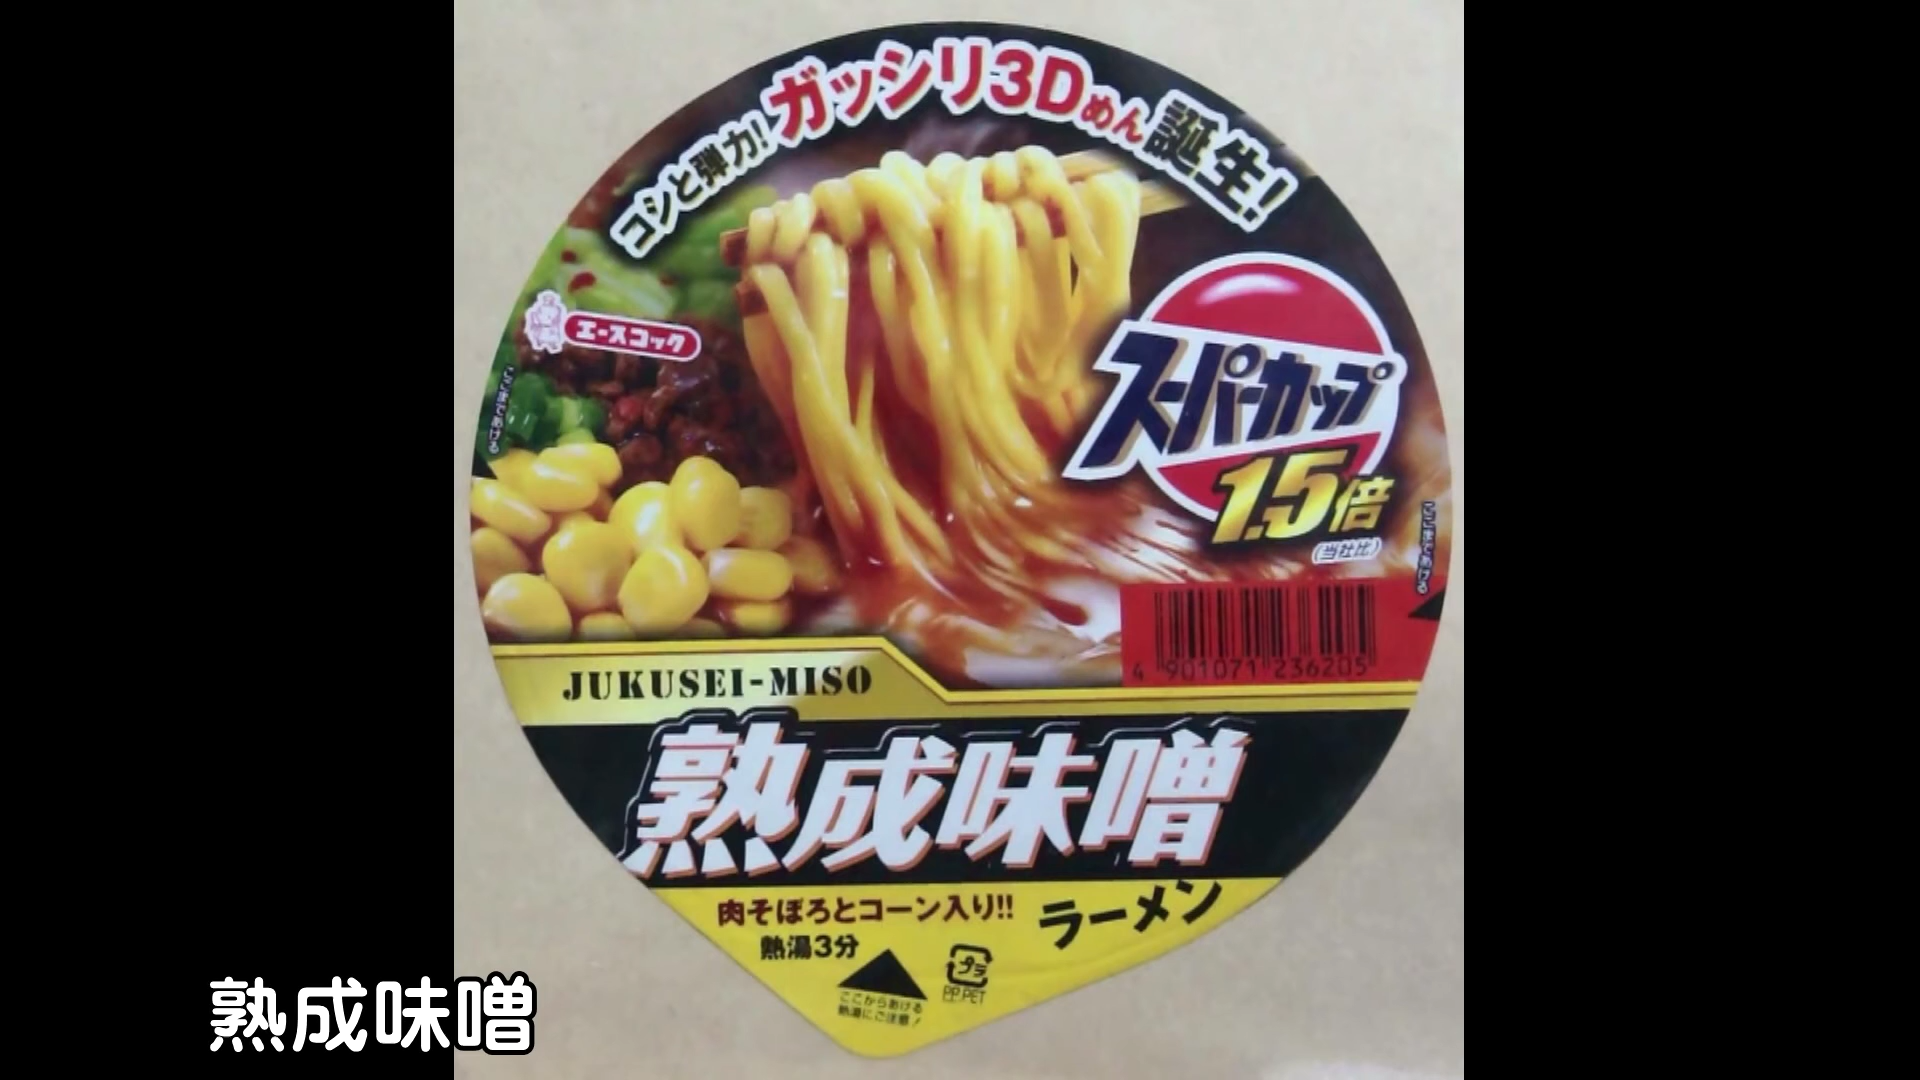 コシと弾力!ガッシリ3Dめん誕生!
エースコック
ここまであける
スーパーカップ
1.5倍
(当社比)
ここまであける
4 901071 236205
JUKUSEI-MISO
熟成味噌
肉そぼろとコーン入り!!
ラーメン
熱湯3分
プラ
PP,PET
ここからあける
熱湯にご注意!
熟成味噌